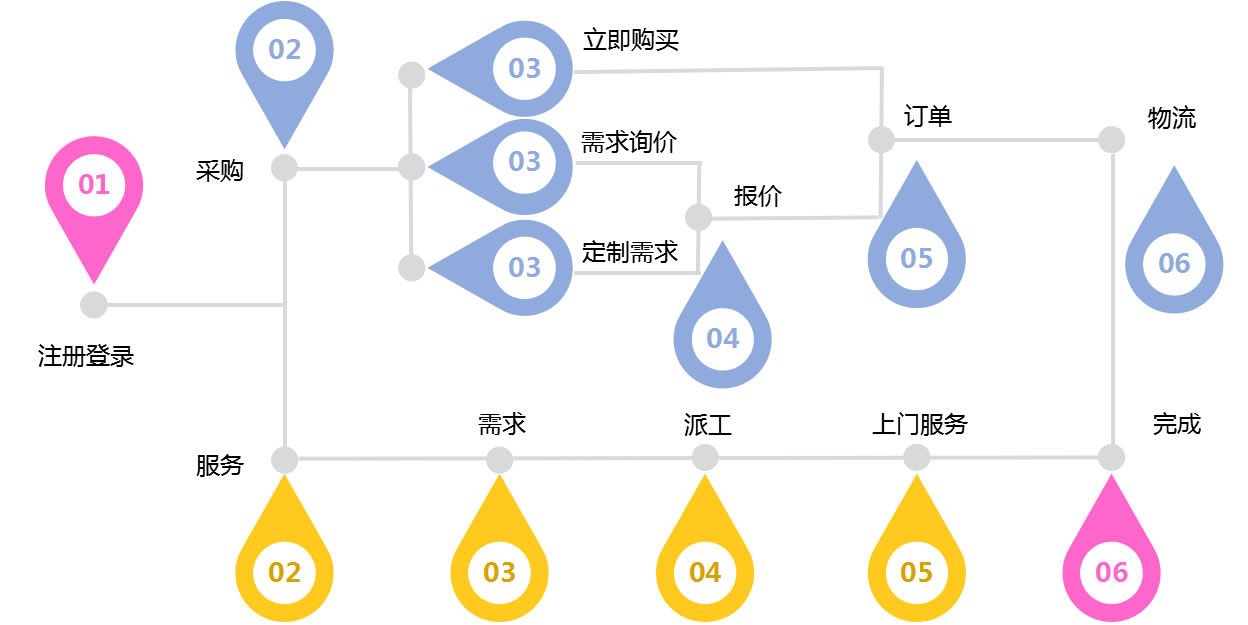 02
03
立即购买
01
采购
03
需求询价
订单
物流
03
定制需求
报价
04
05
06
注册登录
服务
需求
派工
上门服务
完成
02
03
04
05
06